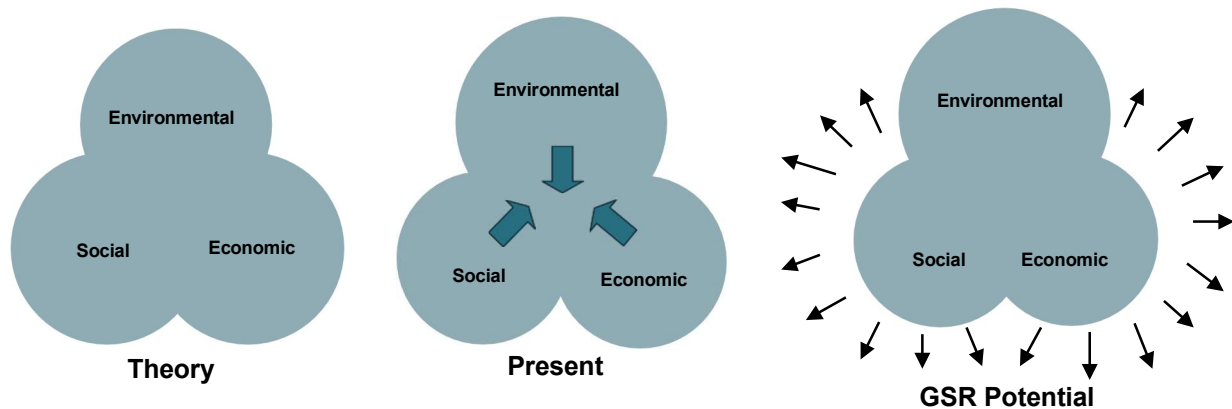 Environmental
Social
Economic
Theory
Environmental
Social
Economic
Present
Environmental
Social
Economic
GSR Potential